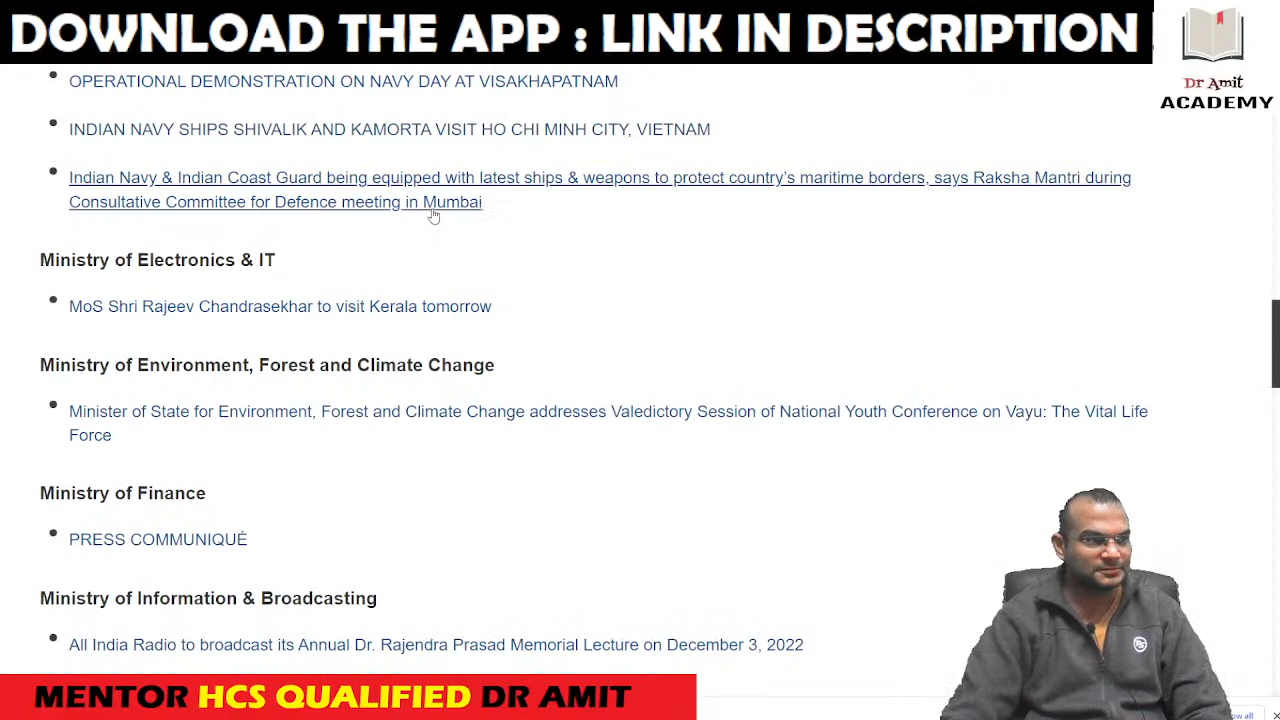 DOWNLOAD THE APP : LINK IN DESCRIPTION
Dr Amit
ACADEMY
OPERATIONAL DEMONSTRATION ON NAVY DAY AT VISAKHAPATNAM
INDIAN NAVY SHIPS SHIVALIK AND KAMORTA VISIT HO CHI MINH CITY, VIETNAM
Indian Navy & Indian Coast Guard being equipped with latest ships & weapons to protect country’s maritime borders, says Raksha Mantri during
Consultative Committee for Defence meeting in Mumbai
Ministry of Electronics & IT
MoS Shri Rajeev Chandrasekhar to visit Kerala tomorrow
Ministry of Environment, Forest and Climate Change
Minister of State for Environment, Forest and Climate Change addresses Valedictory Session of National Youth Conference on Vayu: The Vital Life
Force
Ministry of Finance
PRESS COMMUNIQUÉ
Ministry of Information & Broadcasting
All India Radio to broadcast its Annual Dr. Rajendra Prasad Memorial Lecture on December 3, 2022
MENTOR HCS QUALIFIED DR AMIT